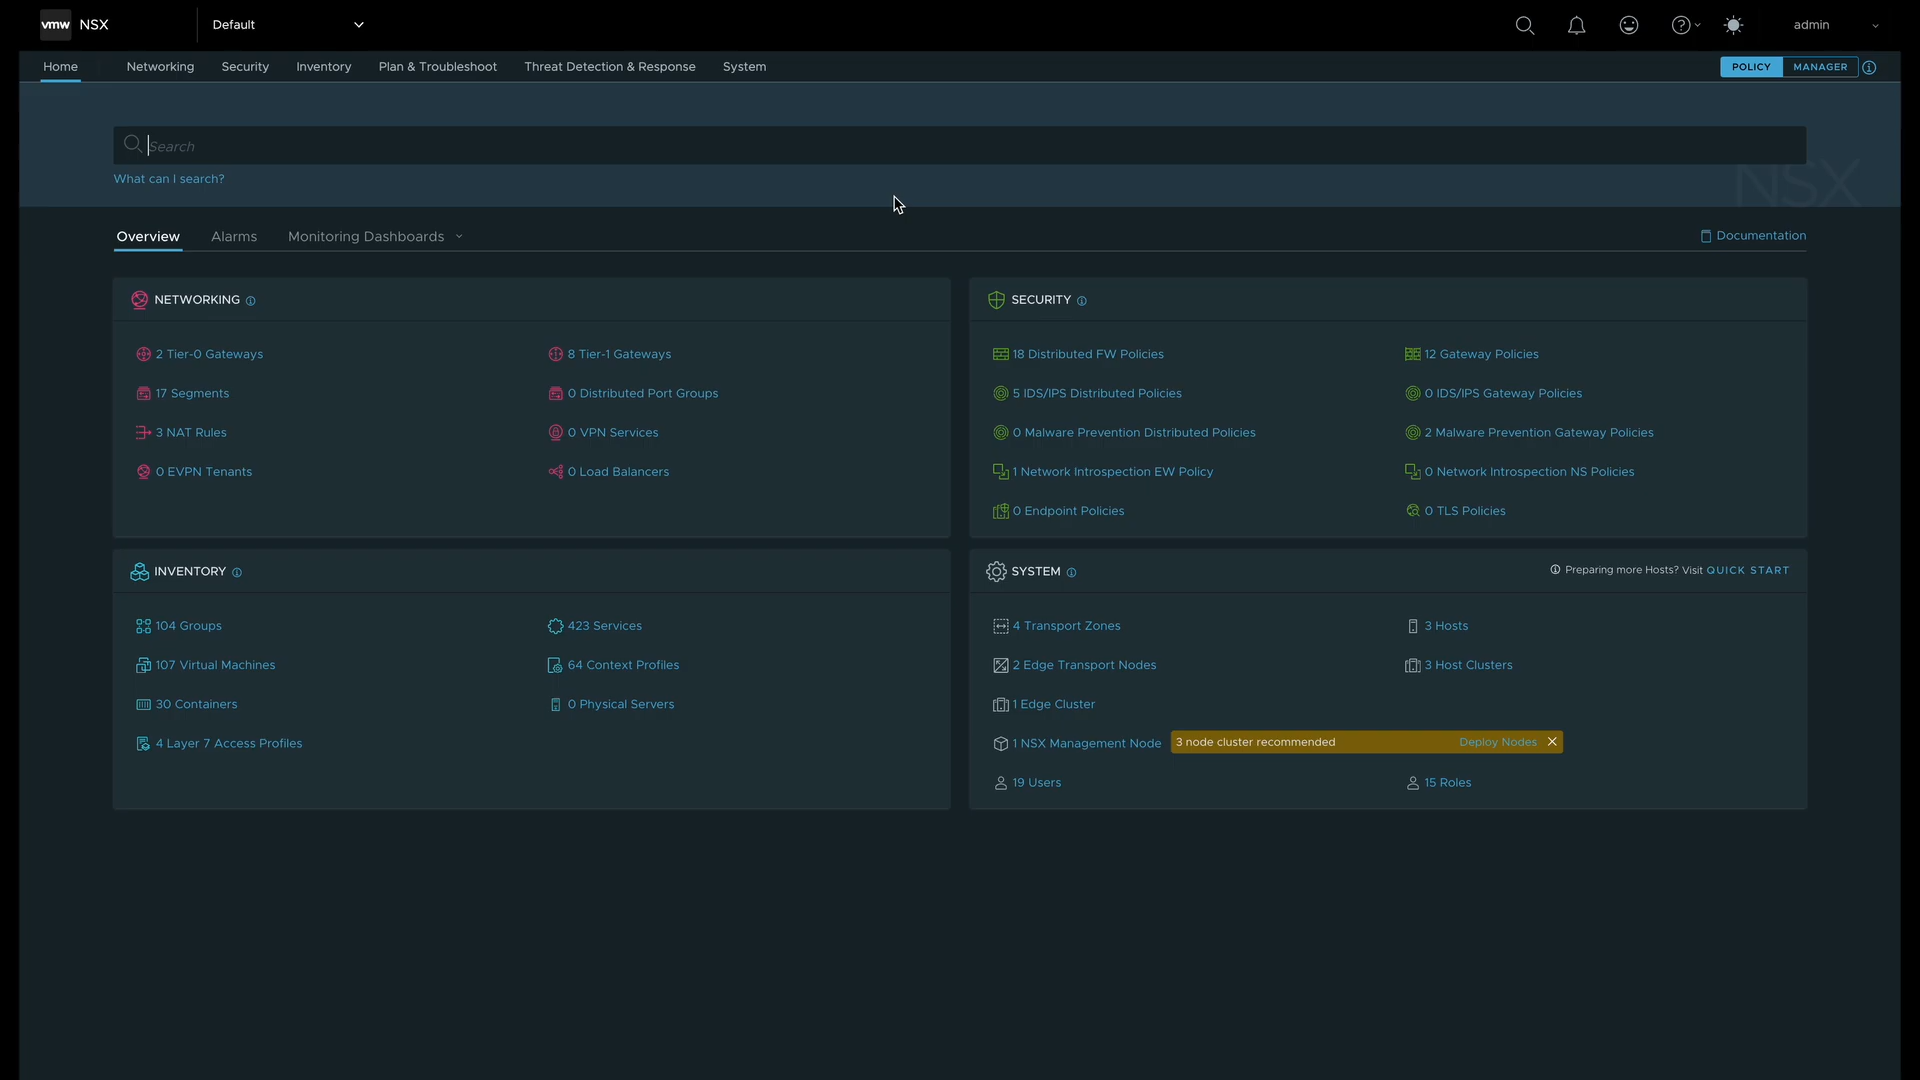 vmw NSX Default admin
Home Networking Security Inventory Plan & Troubleshoot Threat Detection & Response System POLICY MANAGER
Search
What can I search?
NSX
Overview Alarms Monitoring Dashboards Documentation
NETWORKING
2 Tier-0 Gateways 8 Tier-1 Gateways
17 Segments 0 Distributed Port Groups
3 NAT Rules 0 VPN Services
0 EVPN Tenants 0 Load Balancers
SECURITY
18 Distributed FW Policies 12 Gateway Policies
5 IDS/IPS Distributed Policies 0 IDS/IPS Gateway Policies
0 Malware Prevention Distributed Policies 2 Malware Prevention Gateway Policies
1 Network Introspection EW Policy 0 Network Introspection NS Policies
0 Endpoint Policies 0 TLS Policies
INVENTORY
104 Groups 423 Services
107 Virtual Machines 64 Context Profiles
30 Containers 0 Physical Servers
4 Layer 7 Access Profiles
SYSTEM Preparing more Hosts? Visit QUICK START
4 Transport Zones 3 Hosts
2 Edge Transport Nodes 3 Host Clusters
1 Edge Cluster
1 NSX Management Node 3 node cluster recommended Deploy Nodes
19 Users 15 Roles